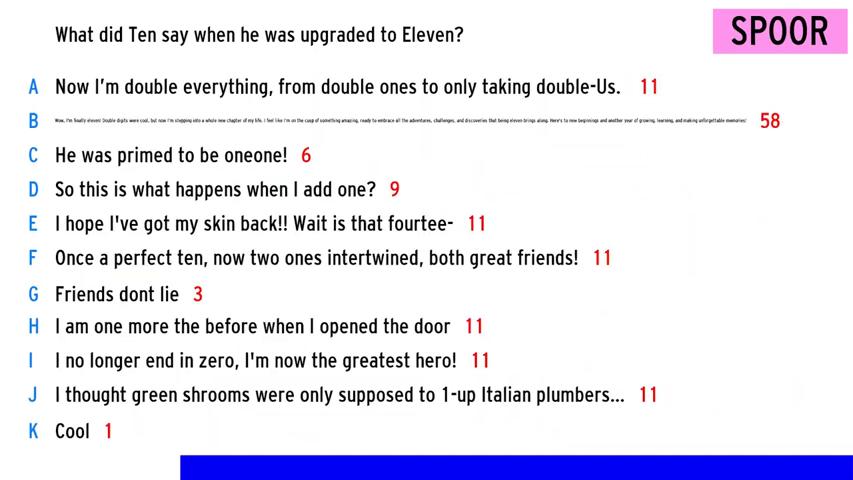 What did Ten say when he was upgraded to Eleven?
SPOOR
A Now I'm double everything, from double ones to only taking double-Us. 11
B Wow, I'm finally eleven! Double digits were cool, but now I'm stepping into a whole new chapter of my life. I feel like I'm on the cusp of something amazing, ready to embrace all the adventures, challenges, and discoveries that being eleven brings along. Here's to new beginnings and another year of growing, learning, and making unforgettable memories! 58
C He was primed to be oneone! 6
D So this is what happens when I add one? 9
E I hope I've got my skin back!! Wait is that fourtee- 11
F Once a perfect ten, now two ones intertwined, both great friends! 11
G Friends dont lie 3
H I am one more the before when I opened the door 11
I I no longer end in zero, I'm now the greatest hero! 11
J I thought green shrooms were only supposed to 1-up Italian plumbers... 11
K Cool 1